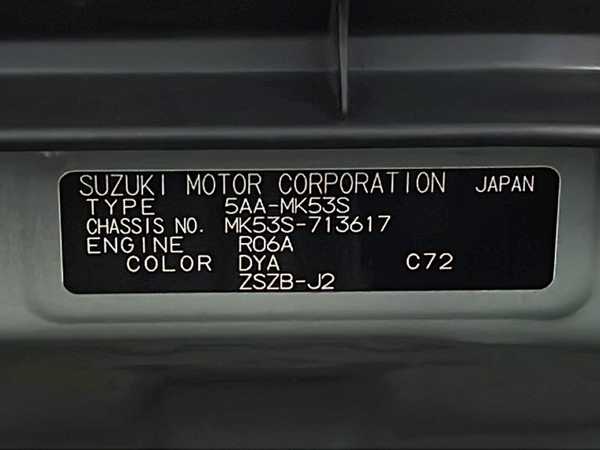 SUZUKI MOTOR CORPORATION JAPAN
TYPE 5AA-MK53S
CHASSIS NO. MK53S-713617
ENGINE R06A
COLOR DYA C72
ZSZB-J2